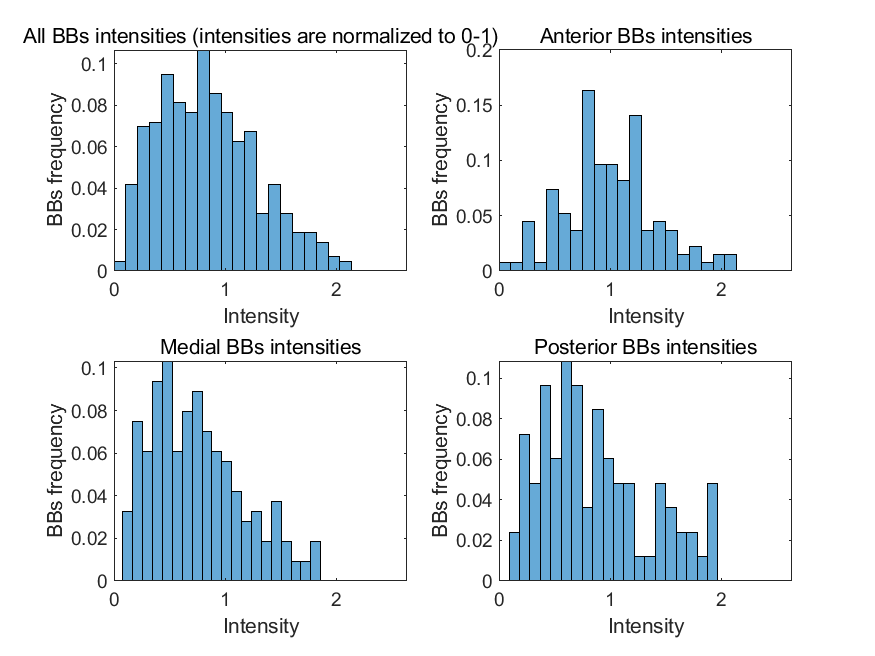 All BBs intensities (intensities are normalized to 0-1)
BBs frequency
0.1
0.08
0.06
0.04
0.02
0
0 1 2
Intensity
Anterior BBs intensities
BBs frequency
0.2
0.15
0.1
0.05
0
0 1 2
Intensity
Medial BBs intensities
BBs frequency
0.1
0.08
0.06
0.04
0.02
0
0 1 2
Intensity
Posterior BBs intensities
BBs frequency
0.1
0.08
0.06
0.04
0.02
0
0 1 2
Intensity